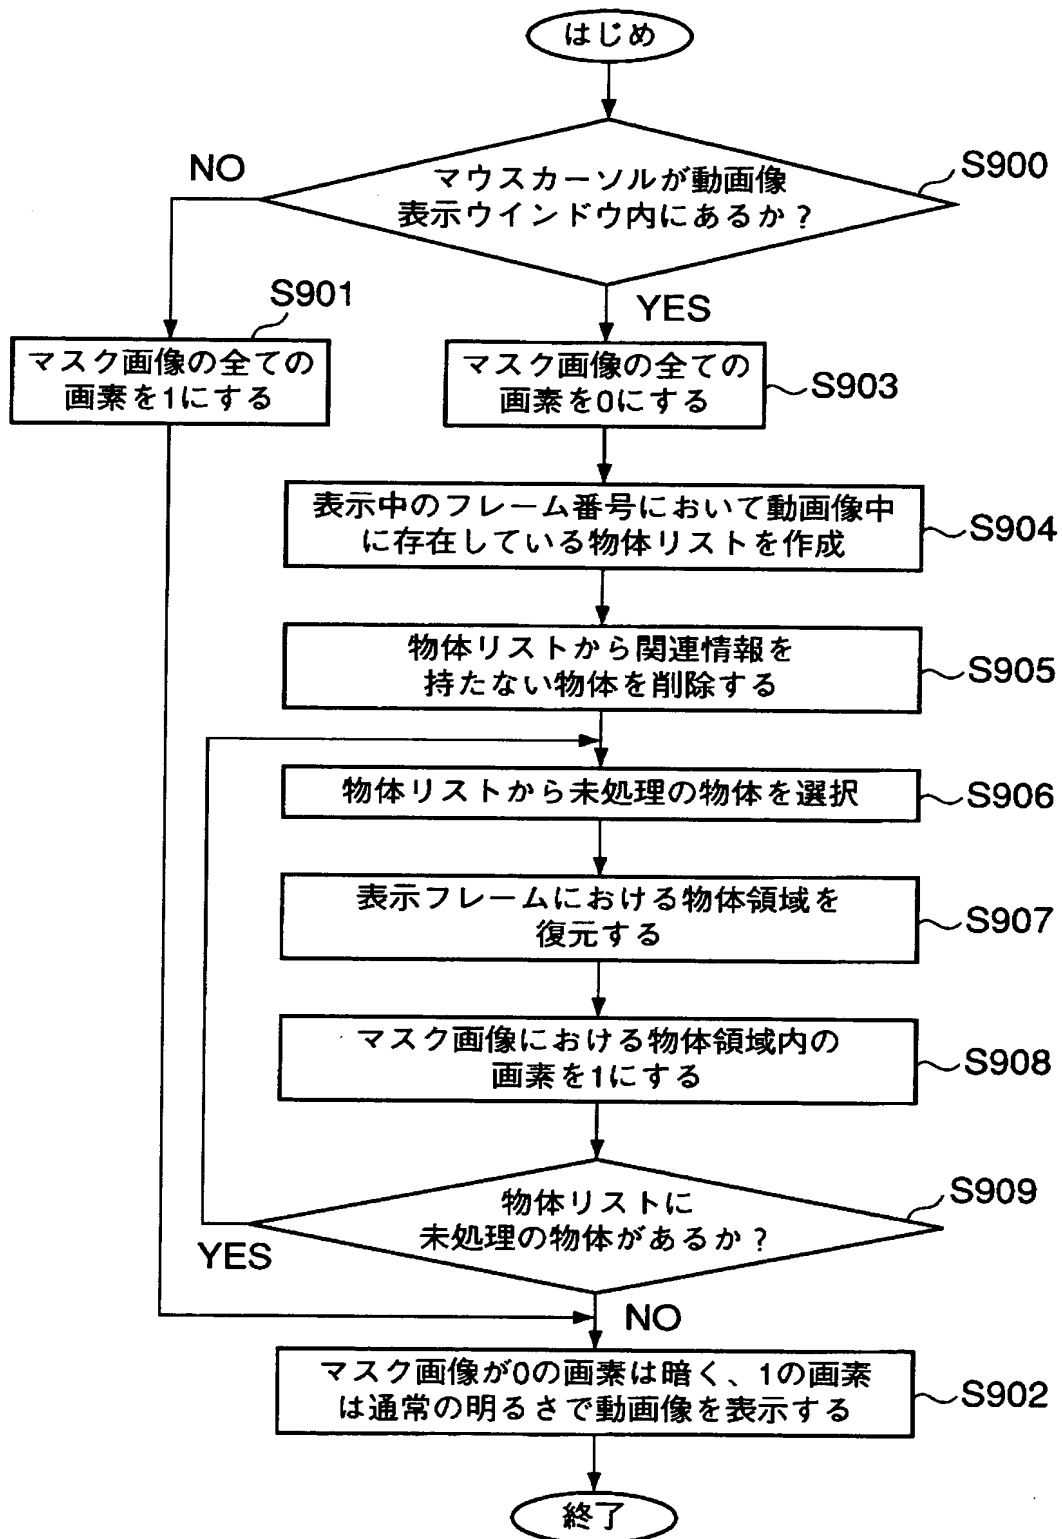 はじめ
NO
マウスカーソルが動画像
表示ウインドウ内にあるか？
S900
S901
YES
マスク画像の全ての
画素を1にする
マスク画像の全ての
画素を0にする
S903
表示中のフレーム番号において動画像中
に存在している物体リストを作成
S904
物体リストから関連情報を
持たない物体を削除する
S905
物体リストから未処理の物体を選択
S906
表示フレームにおける物体領域を
復元する
S907
マスク画像における物体領域内の
画素を1にする
S908
物体リストに
未処理の物体があるか？
S909
YES
NO
マスク画像が0の画素は暗く、1の画素
は通常の明るさで動画像を表示する
S902
終了